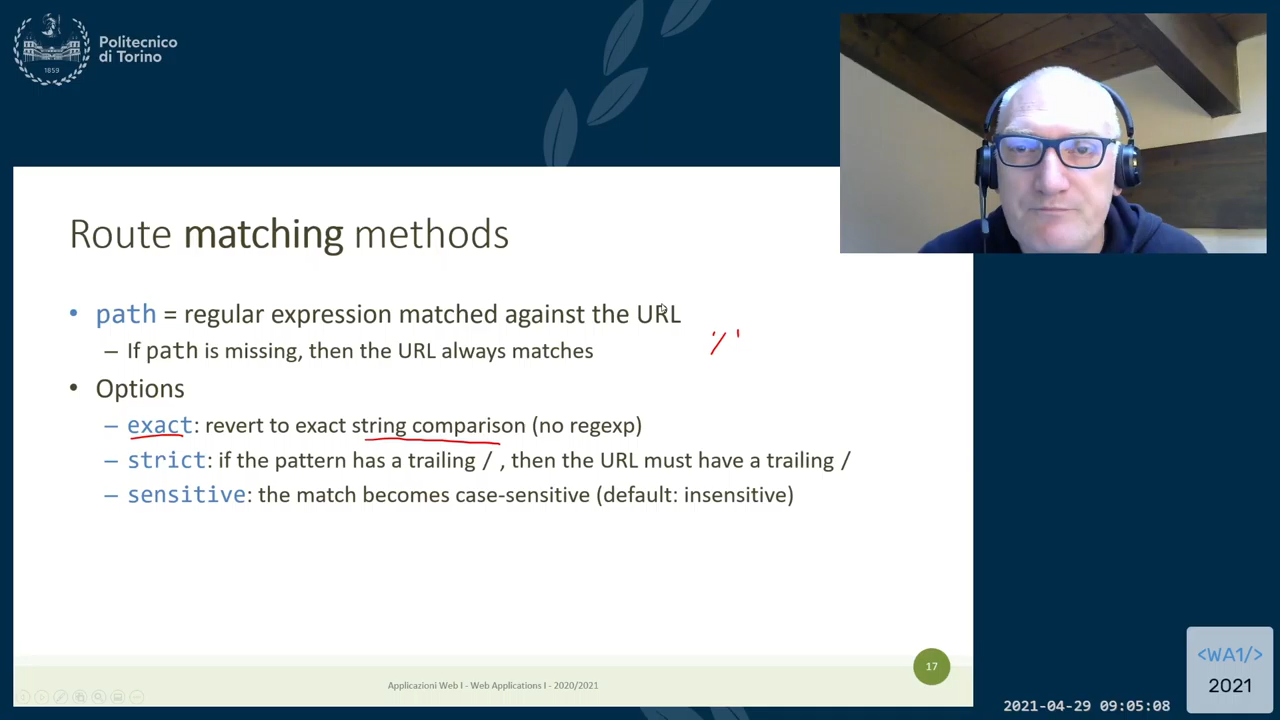 Politecnico
di Torino
1859
Route matching methods
• path = regular expression matched against the URL
– If path is missing, then the URL always matches
'/'
• Options
– exact: revert to exact string comparison (no regexp)
– strict: if the pattern has a trailing / , then the URL must have a trailing /
– sensitive: the match becomes case-sensitive (default: insensitive)
17
Applicazioni Web I - Web Applications I - 2020/2021
<WA1/>
2021
2021-04-29 09:05:08